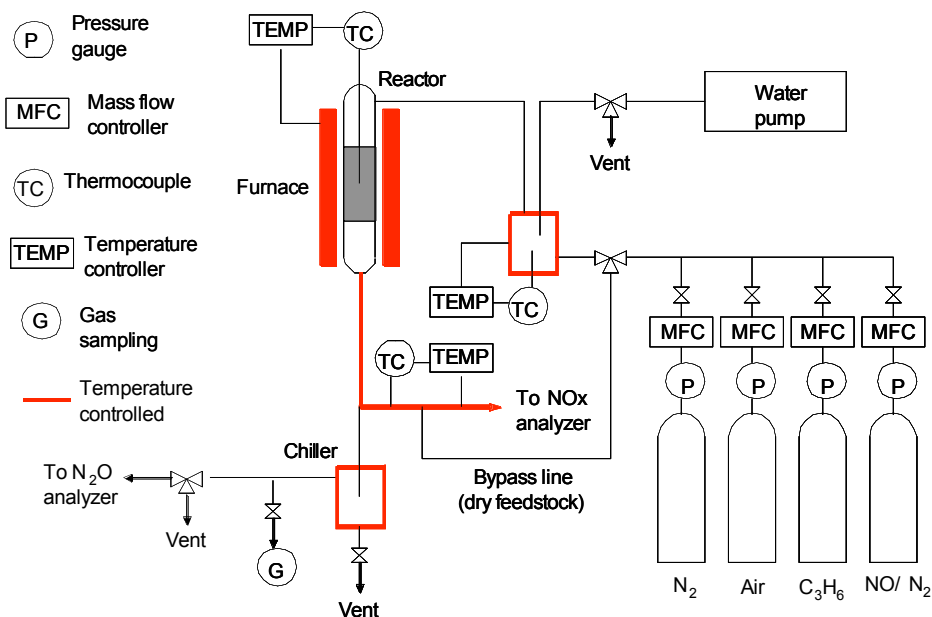 P
Pressure
gauge
MFC
Mass flow
controller
TC
Thermocouple
TEMP
Temperature
controller
G
Gas
sampling
Temperature
controlled
TEMP
TC
Reactor
Furnace
Water
pump
Vent
TEMP
TC
MFC
MFC
MFC
MFC
P
P
P
P
N2
Air
C3H6
NO/ N2
TC
TEMP
To NOx
analyzer
Bypass line
(dry feedstock)
Chiller
To N2O
analyzer
Vent
G
Vent